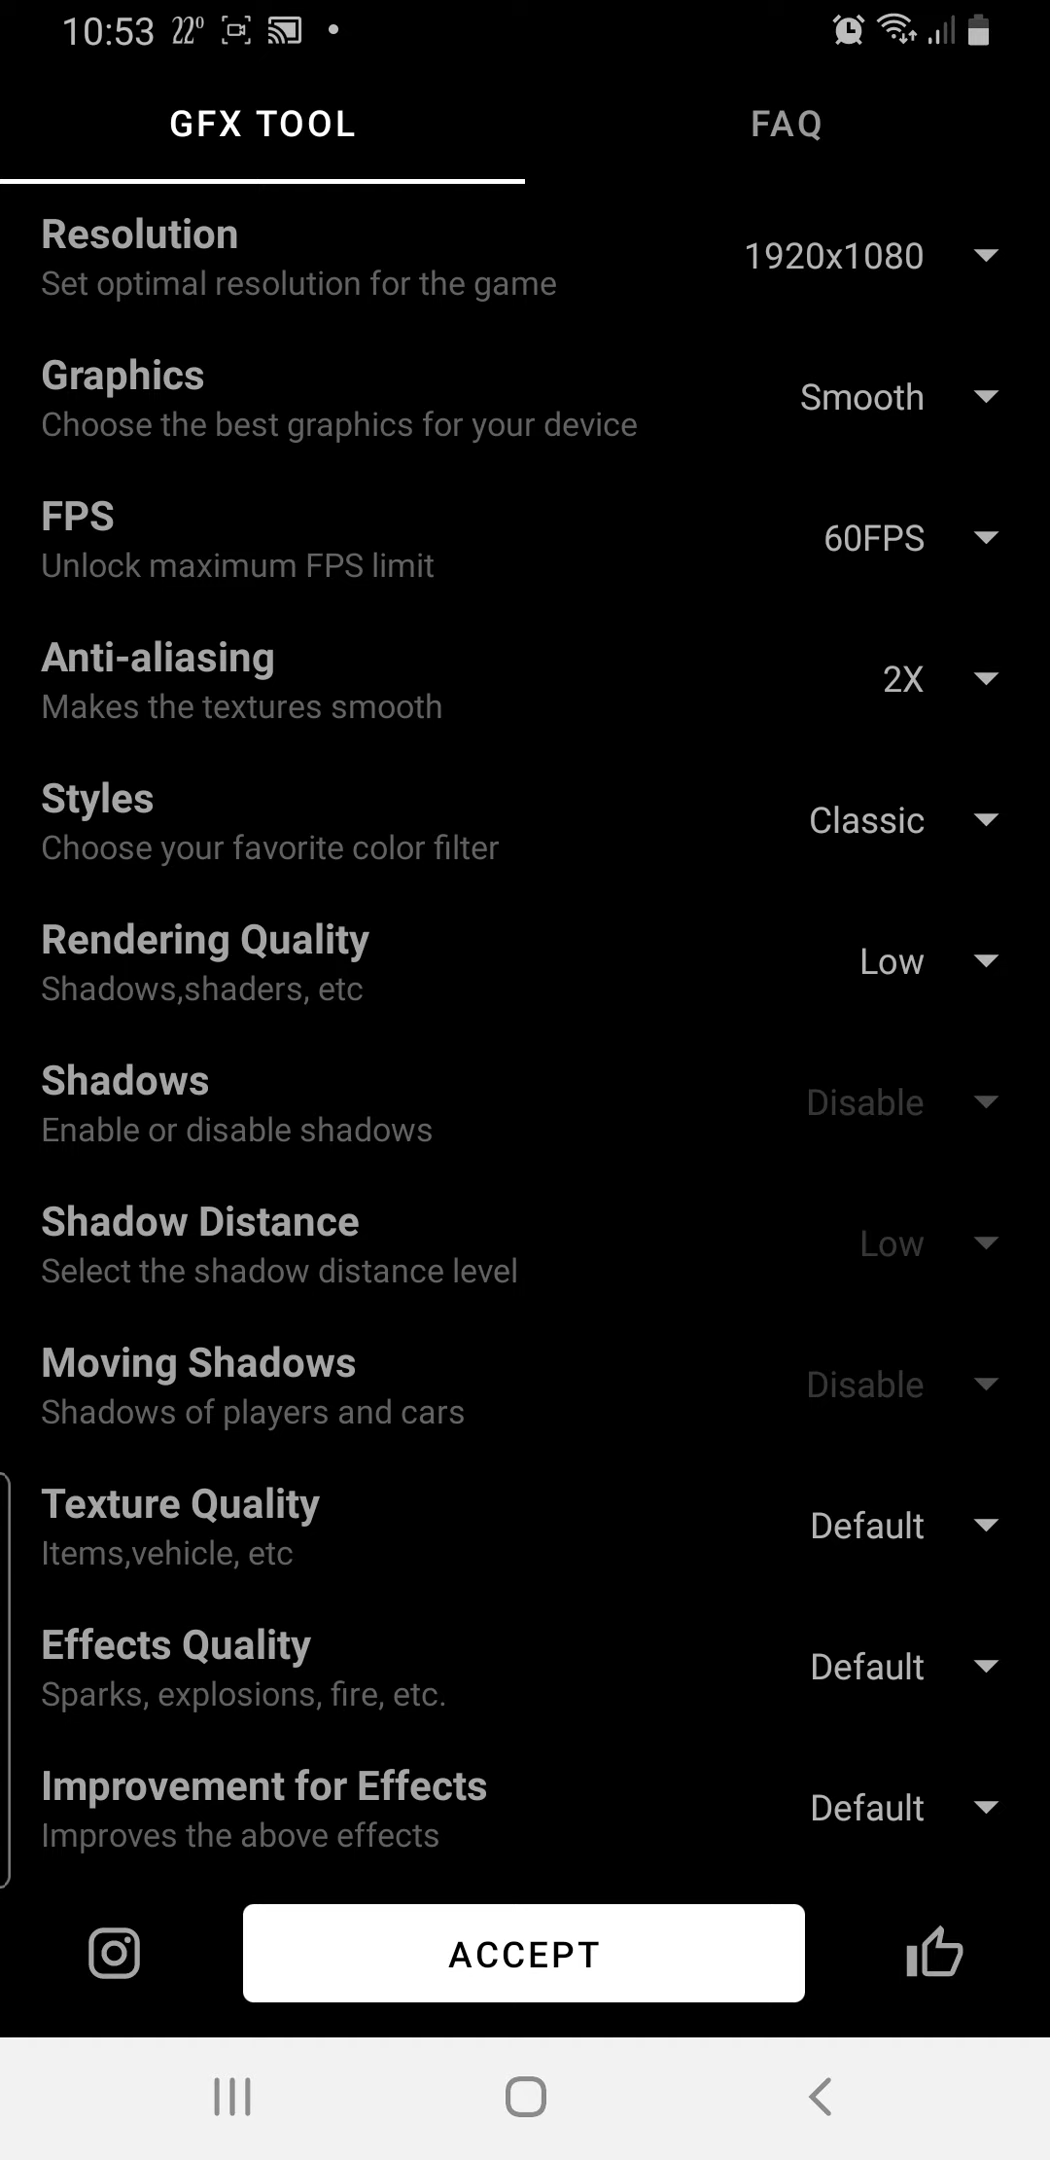 10:53 22°
GFX TOOL FAQ
Resolution
Set optimal resolution for the game
1920x1080
Graphics
Choose the best graphics for your device
Smooth
FPS
Unlock maximum FPS limit
60FPS
Anti-aliasing
Makes the textures smooth
2X
Styles
Choose your favorite color filter
Classic
Rendering Quality
Shadows,shaders, etc
Low
Shadows
Enable or disable shadows
Disable
Shadow Distance
Select the shadow distance level
Low
Moving Shadows
Shadows of players and cars
Disable
Texture Quality
Items,vehicle, etc
Default
Effects Quality
Sparks, explosions, fire, etc.
Default
Improvement for Effects
Improves the above effects
Default
ACCEPT